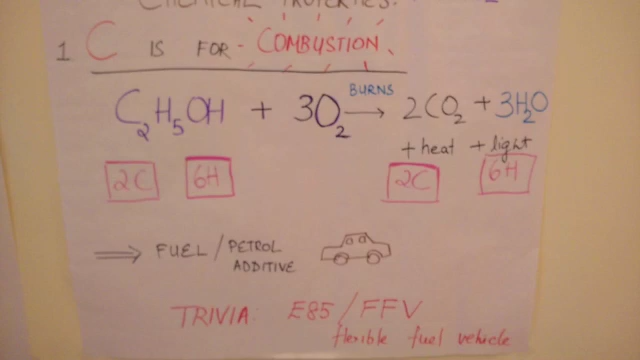 CHEMICAL PROPERTIES:
1 C IS FOR - COMBUSTION.
C₂H₅OH + 3O₂ BURNS → 2CO₂ + 3H₂O
+ heat + light
2C 6H 2C 6H
⇒ FUEL / PETROL
ADDITIVE
TRIVIA: E85 / FFV
flexible fuel vehicle